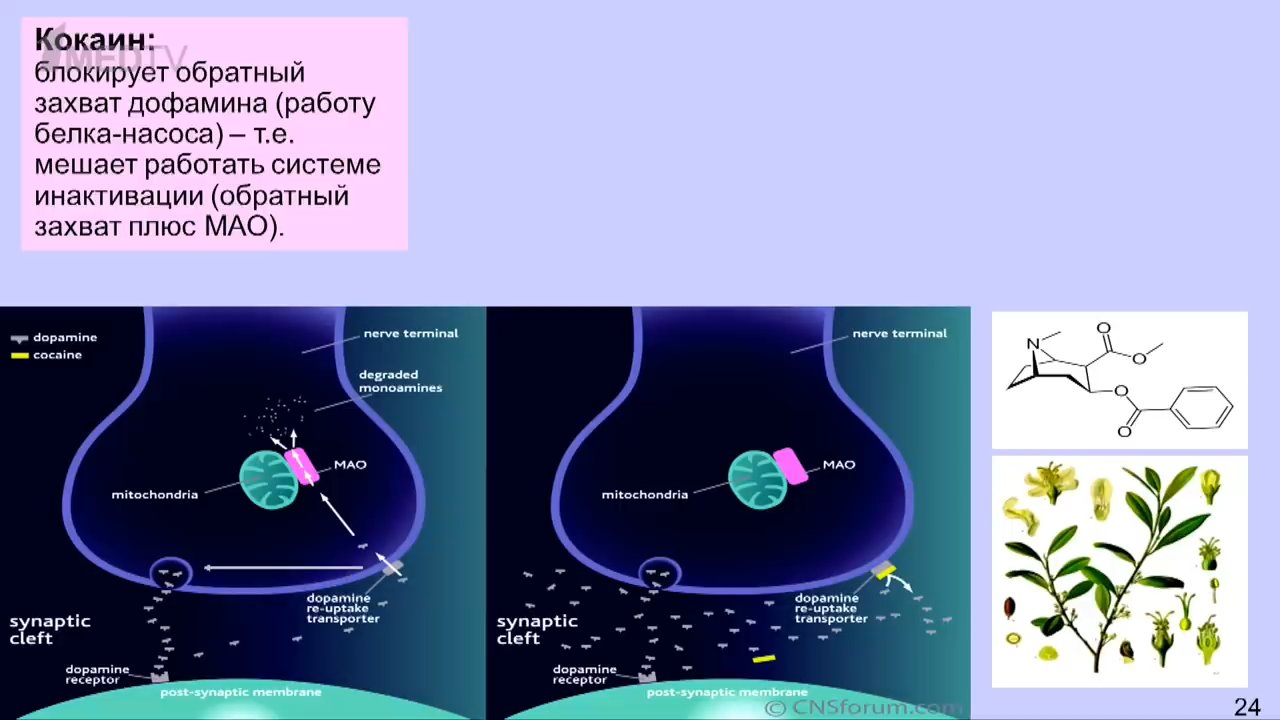 Кокаин:
MEDTV
блокирует обратный
захват дофамина (работу
белка-насоса) – т.е.
мешает работать системе
инактивации (обратный
захват плюс МАО).
dopamine
cocaine
nerve terminal
degraded
monoamines
MAO
mitochondria
dopamine
re-uptake
transporter
synaptic
cleft
dopamine
receptor
post-synaptic membrane
nerve terminal
MAO
mitochondria
dopamine
re-uptake
transporter
synaptic
cleft
dopamine
receptor
post-synaptic membrane
© CNSforum.com
N
O
O
O
O
24